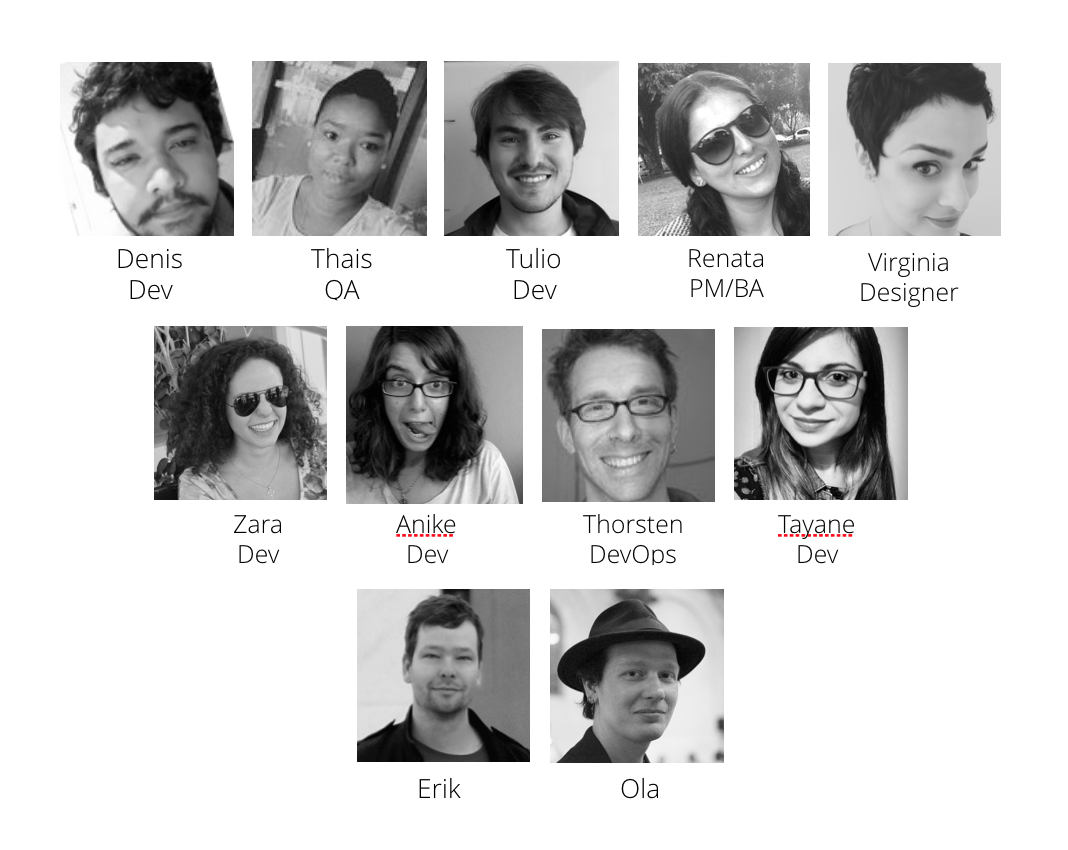 Denis
Dev
Thais
QA
Tulio
Dev
Renata
PM/BA
Virginia
Designer
Zara
Dev
Anike
Dev
Thorsten
DevOps
Tayane
Dev
Erik
Ola